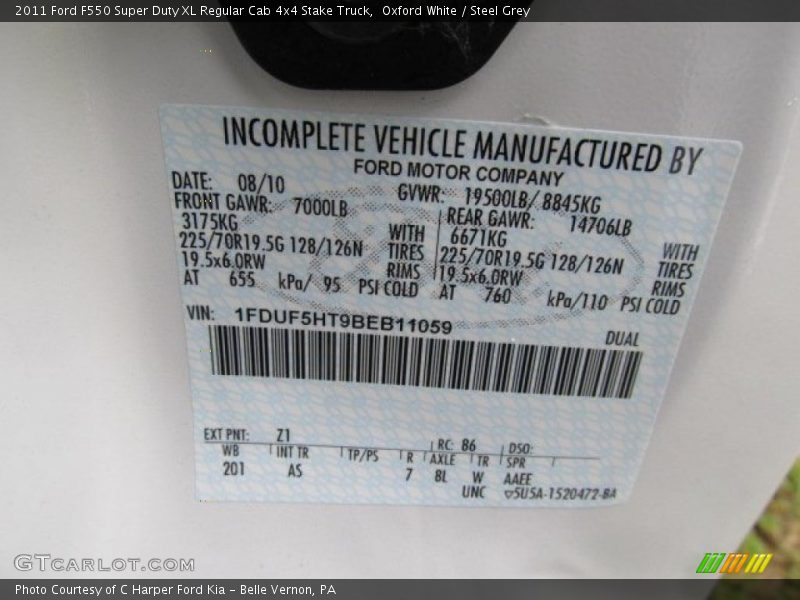 2011 Ford F550 Super Duty XL Regular Cab 4x4 Stake Truck,  Oxford White / Steel Grey
INCOMPLETE VEHICLE MANUFACTURED BY
FORD MOTOR COMPANY
DATE: 08/10 GVWR: 19500LB/ 8845KG
FRONT GAWR: 7000LB REAR GAWR: 14706LB
3175KG WITH 6671KG WITH
225/70R19.5G 128/126N TIRES 225/70R19.5G 128/126N TIRES
19.5x6.0RW RIMS 19.5x6.0RW RIMS
AT 655 kPa/ 95 PSI COLD AT 760 kPa/110 PSI COLD
VIN: 1FDUF5HT9BEB11059
DUAL
EXT PNT: Z1 RC: 86 DSO:
WB INT TR TP/PS R AXLE TR SPR
201 AS 7 8L W AAEE
UNC ▽5U5A-1520472-BA
GTCARLOT.COM
Photo Courtesy of C Harper Ford Kia - Belle Vernon, PA